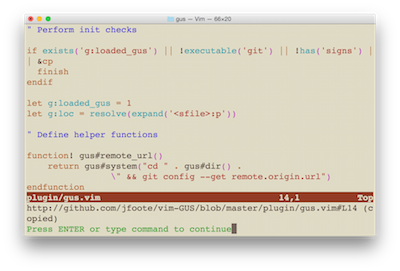 gus — Vim — 66×20
" Perform init checks
if exists('g:loaded_gus') || !executable('git') || !has('signs') |
| &cp
finish
endif
let g:loaded_gus = 1
let g:loc = resolve(expand('<sfile>:p'))
" Define helper functions
function! gus#remote_url()
return gus#system("cd " . gus#dir() .
\" && git config --get remote.origin.url")
endfunction
plugin/gus.vim 14,1 Top
http://github.com/jfoote/vim-GUS/blob/master/plugin/gus.vim#L14 (c
opied)
Press ENTER or type command to continue